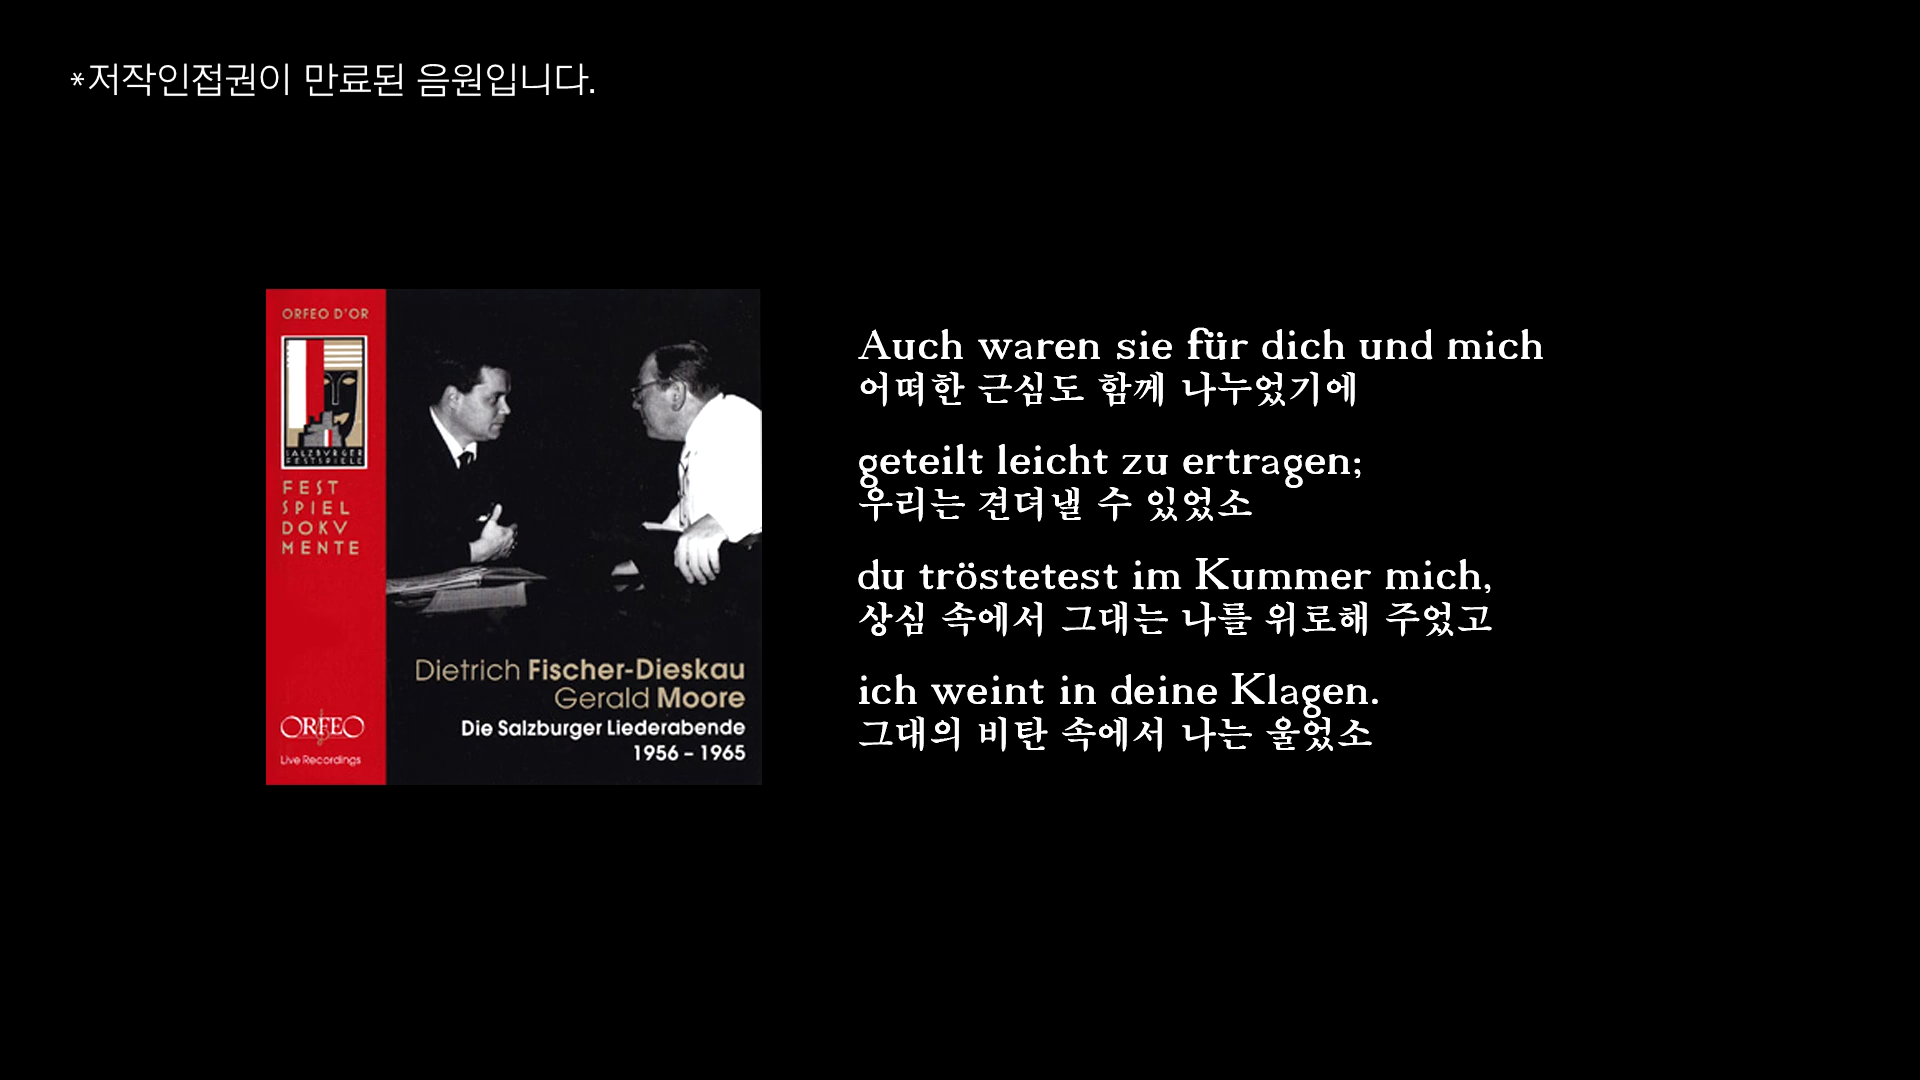 *저작인접권이 만료된 음원입니다.
ORFEO D'OR
SALZBURGER
FESTSPIELE
FEST
SPIEL
DOKV
MENTE
ORFEO
Live Recordings
Dietrich Fischer-Dieskau
Gerald Moore
Die Salzburger Liederabende
1956 – 1965
Auch waren sie für dich und mich
어떠한 근심도 함께 나누었기에
geteilt leicht zu ertragen;
우리는 견뎌낼 수 있었소
du tröstetest im Kummer mich,
상심 속에서 그대는 나를 위로해 주었고
ich weint in deine Klagen.
그대의 비탄 속에서 나는 울었소